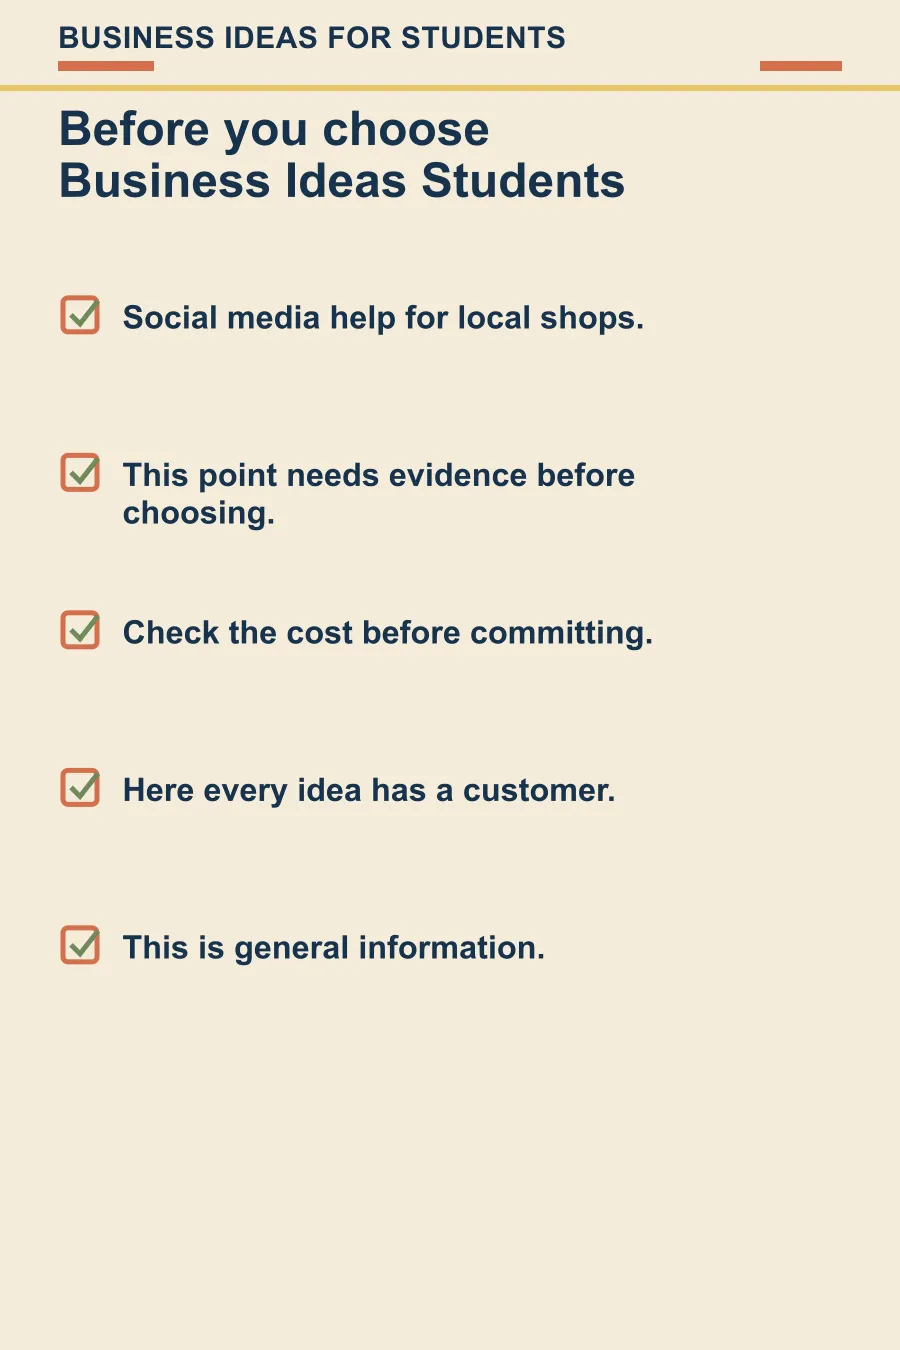 BUSINESS IDEAS FOR STUDENTS
Before you choose
Business Ideas Students
Social media help for local shops.
This point needs evidence before
choosing.
Check the cost before committing.
Here every idea has a customer.
This is general information.